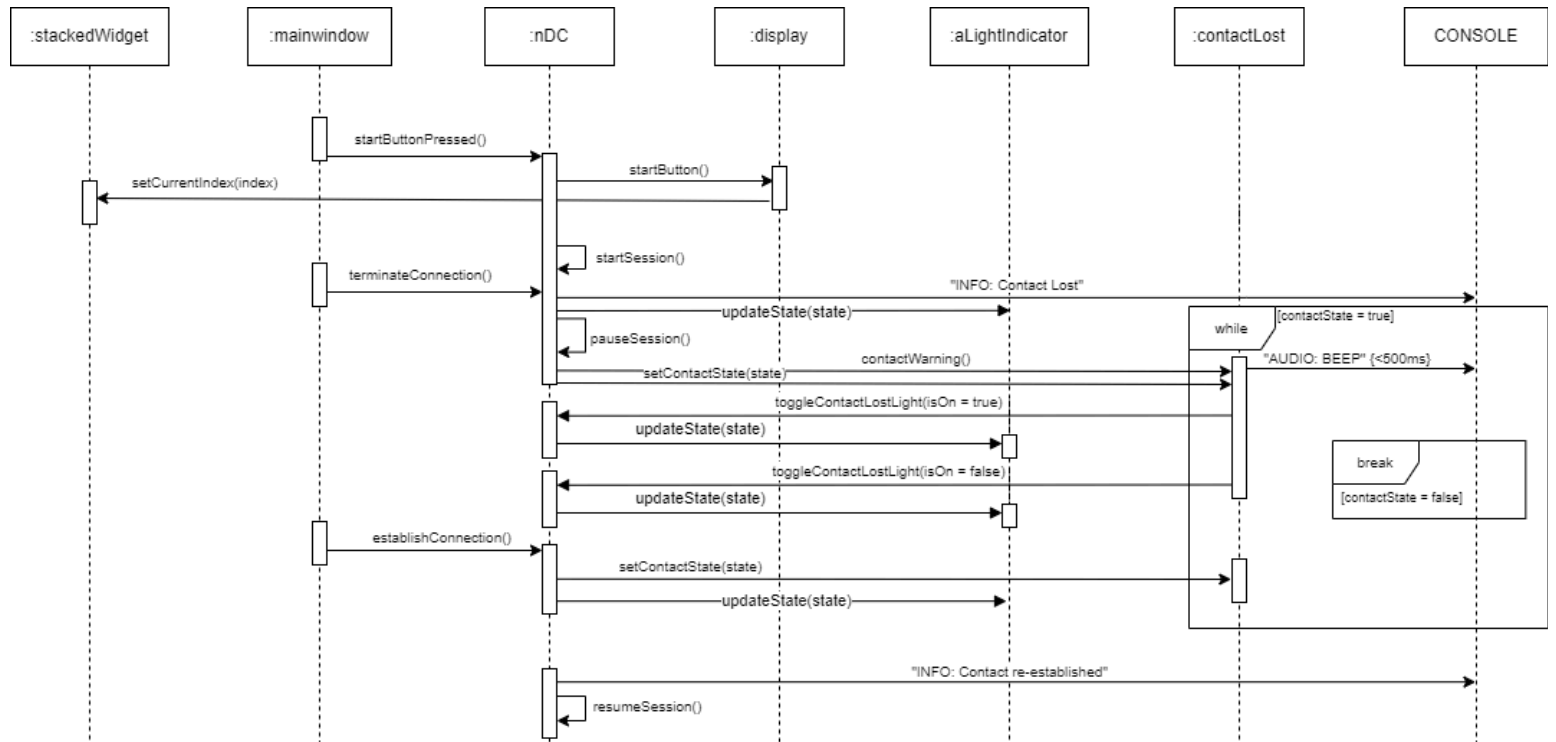 :stackedWidget
:mainwindow
:nDC
:display
:aLightIndicator
:contactLost
CONSOLE
startButtonPressed()
startButton()
setCurrentIndex(index)
startSession()
terminateConnection()
"INFO: Contact Lost"
updateState(state)
[contactState = true]
while
pauseSession()
contactWarning()
"AUDIO: BEEP" {<500ms}
setContactState(state)
toggleContactLostLight(isOn = true)
updateState(state)
break
toggleContactLostLight(isOn = false)
updateState(state)
[contactState = false]
establishConnection()
setContactState(state)
updateState(state)
"INFO: Contact re-established"
resumeSession()